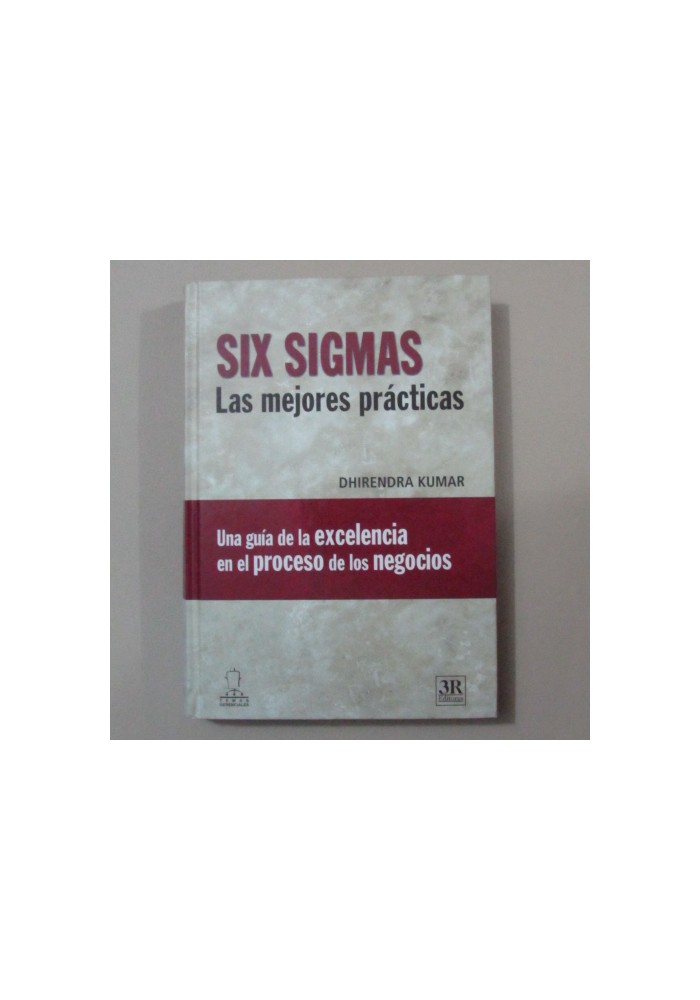 SIX SIGMAS
Las mejores prácticas
DHIRENDRA KUMAR
Una guía de la excelencia
en el proceso de los negocios
3R
Editores